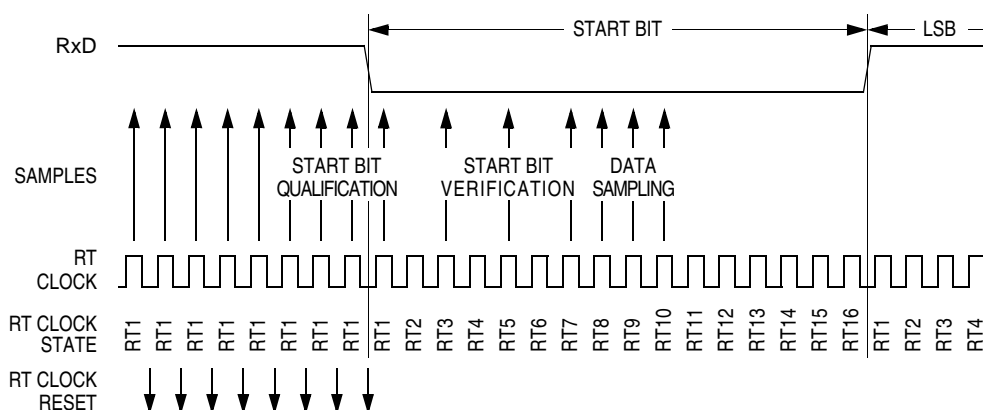 START BIT
LSB
RxD
SAMPLES
START BIT
QUALIFICATION
START BIT
VERIFICATION
DATA
SAMPLING
RT
CLOCK
RT CLOCK
STATE
RT1 RT1 RT1 RT1 RT1 RT1 RT1 RT1 RT1 RT2 RT3 RT4 RT5 RT6 RT7 RT8 RT9 RT10 RT11 RT12 RT13 RT14 RT15 RT16 RT1 RT2 RT3 RT4
RT CLOCK
RESET